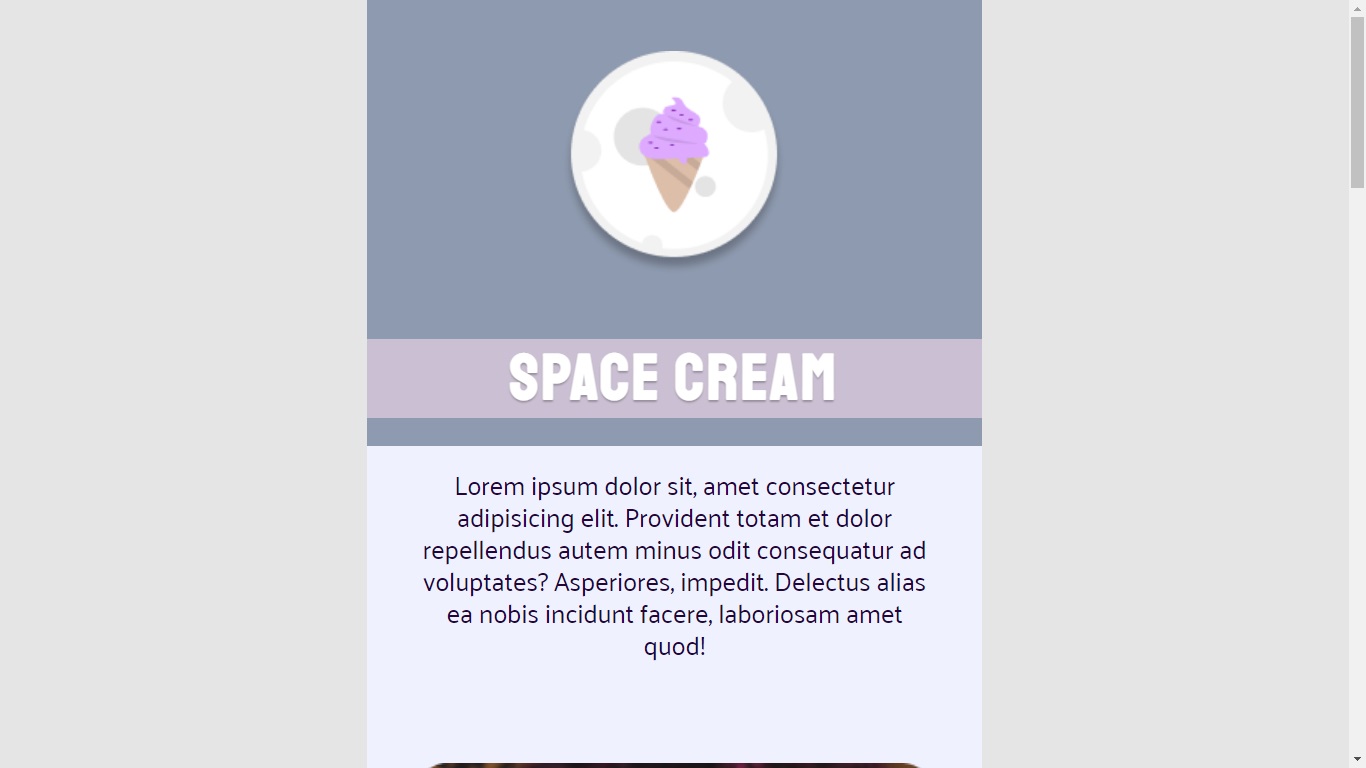 SPACE CREAM
Lorem ipsum dolor sit, amet consectetur
adipisicing elit. Provident totam et dolor
repellendus autem minus odit consequatur ad
voluptates? Asperiores, impedit. Delectus alias
ea nobis incidunt facere, laboriosam amet
quod!